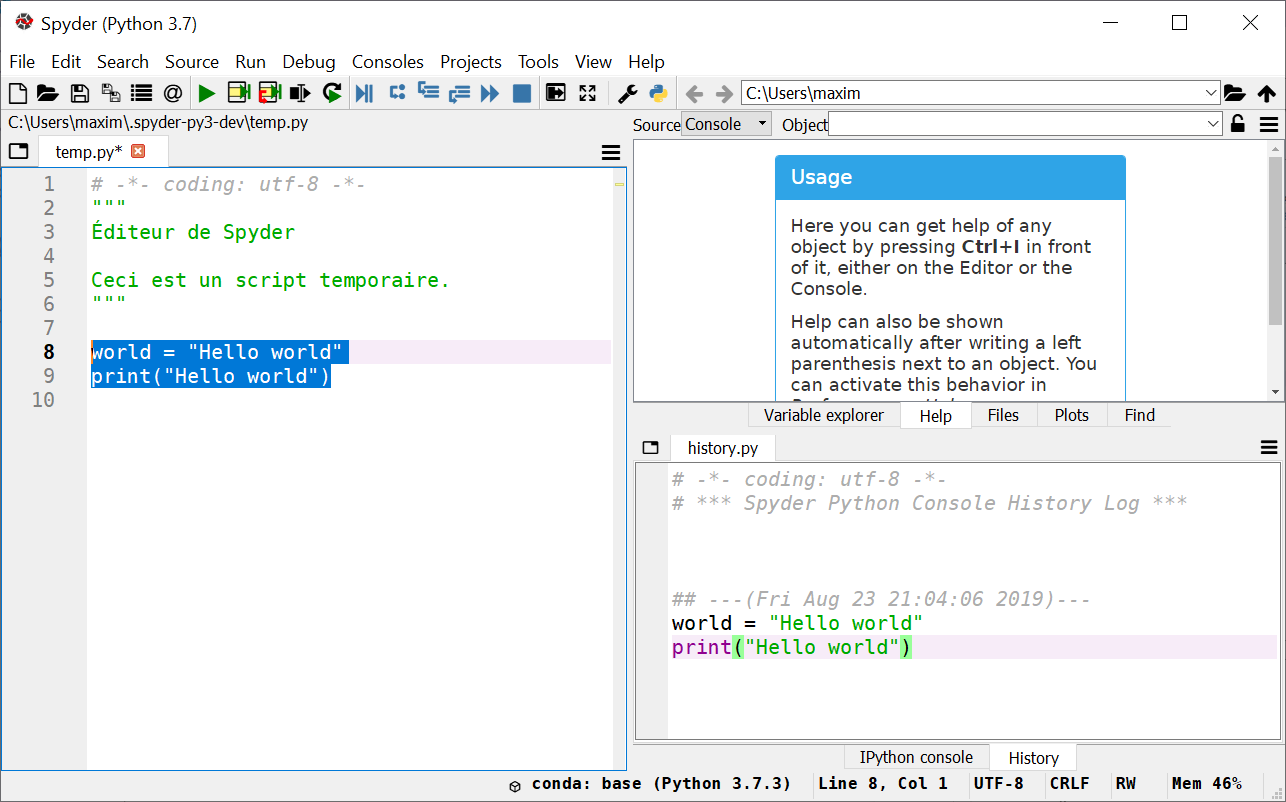 Spyder (Python 3.7)
File Edit Search Source Run Debug Consoles Projects Tools View Help
C:\Users\maxim
C:\Users\maxim\.spyder-py3-dev\temp.py
temp.py*
1 # -*- coding: utf-8 -*-
2 """
3 Éditeur de Spyder
4
5 Ceci est un script temporaire.
6 """
7
8 world = "Hello world"
9 print("Hello world")
10
Source Console Object
Usage
Here you can get help of any
object by pressing Ctrl+I in front
of it, either on the Editor or the
Console.
Help can also be shown
automatically after writing a left
parenthesis next to an object. You
can activate this behavior in
Variable explorer Help Files Plots Find
history.py
# -*- coding: utf-8 -*-
# *** Spyder Python Console History Log ***
## ---(Fri Aug 23 21:04:06 2019)---
world = "Hello world"
print("Hello world")
IPython console History
conda: base (Python 3.7.3) Line 8, Col 1 UTF-8 CRLF RW Mem 46%